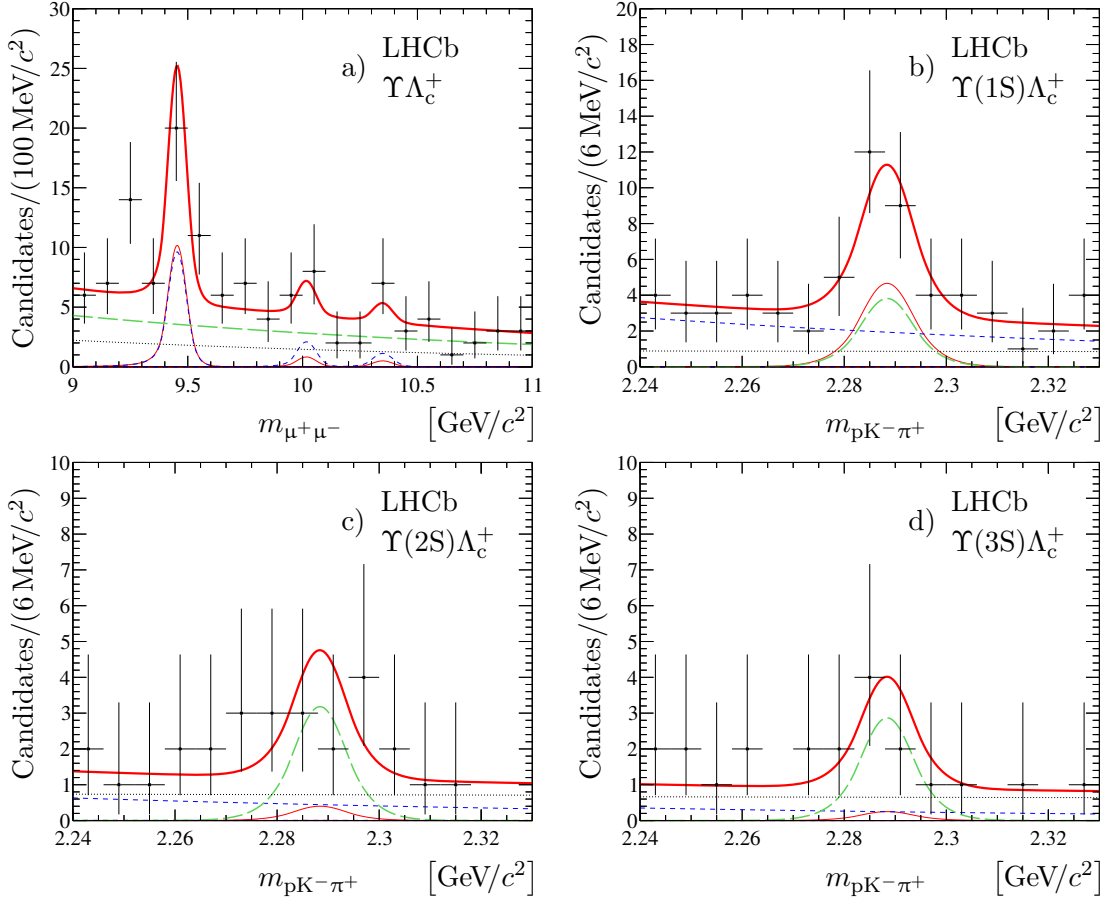 Candidates/(100 MeV/c²)
30
25
20
15
10
5
0
a)
LHCb
ΥΛc⁺
9 9.5 10 10.5 11
mμ⁺μ⁻ [GeV/c²]
Candidates/(6 MeV/c²)
20
18
16
14
12
10
8
6
4
2
0
b)
LHCb
Υ(1S)Λc⁺
2.24 2.26 2.28 2.3 2.32
mpK⁻π⁺ [GeV/c²]
Candidates/(6 MeV/c²)
10
9
8
7
6
5
4
3
2
1
0
c)
LHCb
Υ(2S)Λc⁺
2.24 2.26 2.28 2.3 2.32
mpK⁻π⁺ [GeV/c²]
Candidates/(6 MeV/c²)
10
9
8
7
6
5
4
3
2
1
0
d)
LHCb
Υ(3S)Λc⁺
2.24 2.26 2.28 2.3 2.32
mpK⁻π⁺ [GeV/c²]